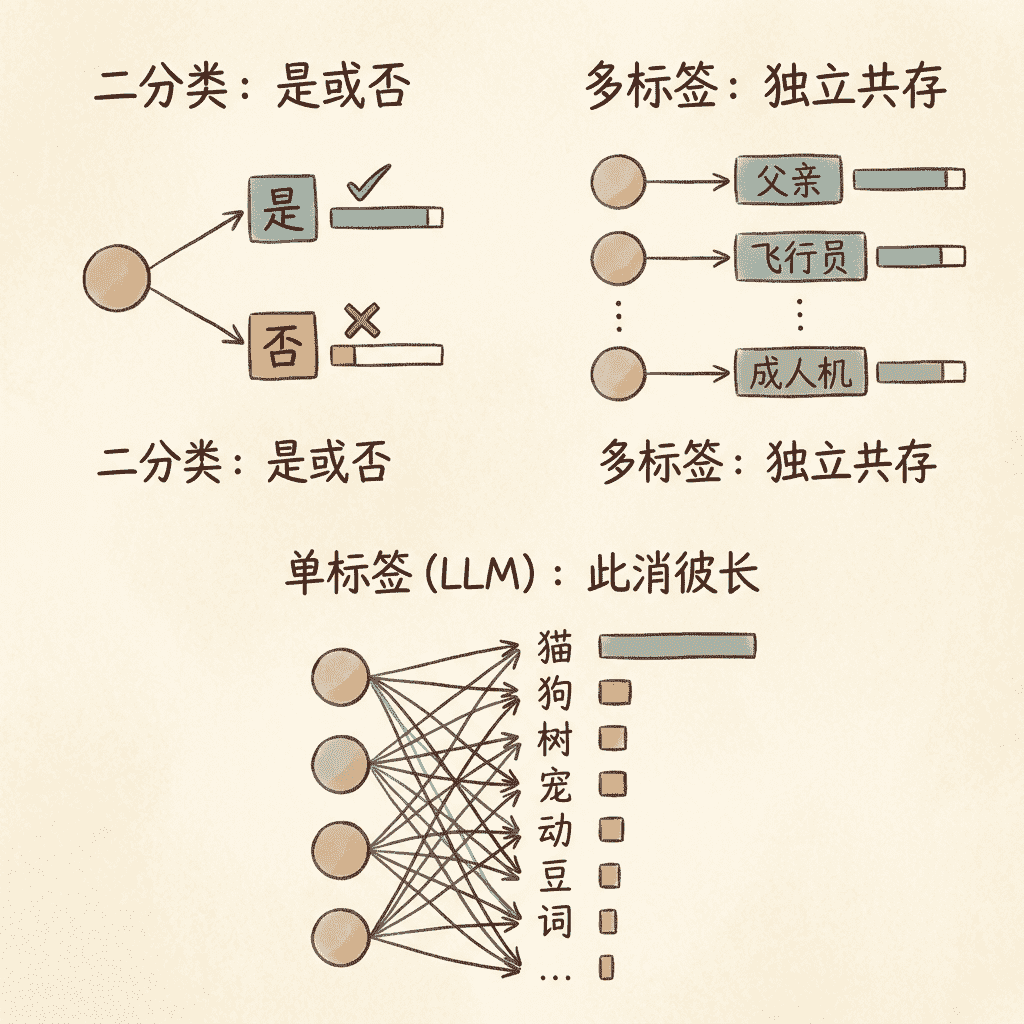 二分类：是或否
多标签：独立共存
是
否
父亲
飞行员
成人机
二分类：是或否
多标签：独立共存
单标签 (LLM)：此消彼长
猫
狗
树
宠
动
豆
词
...